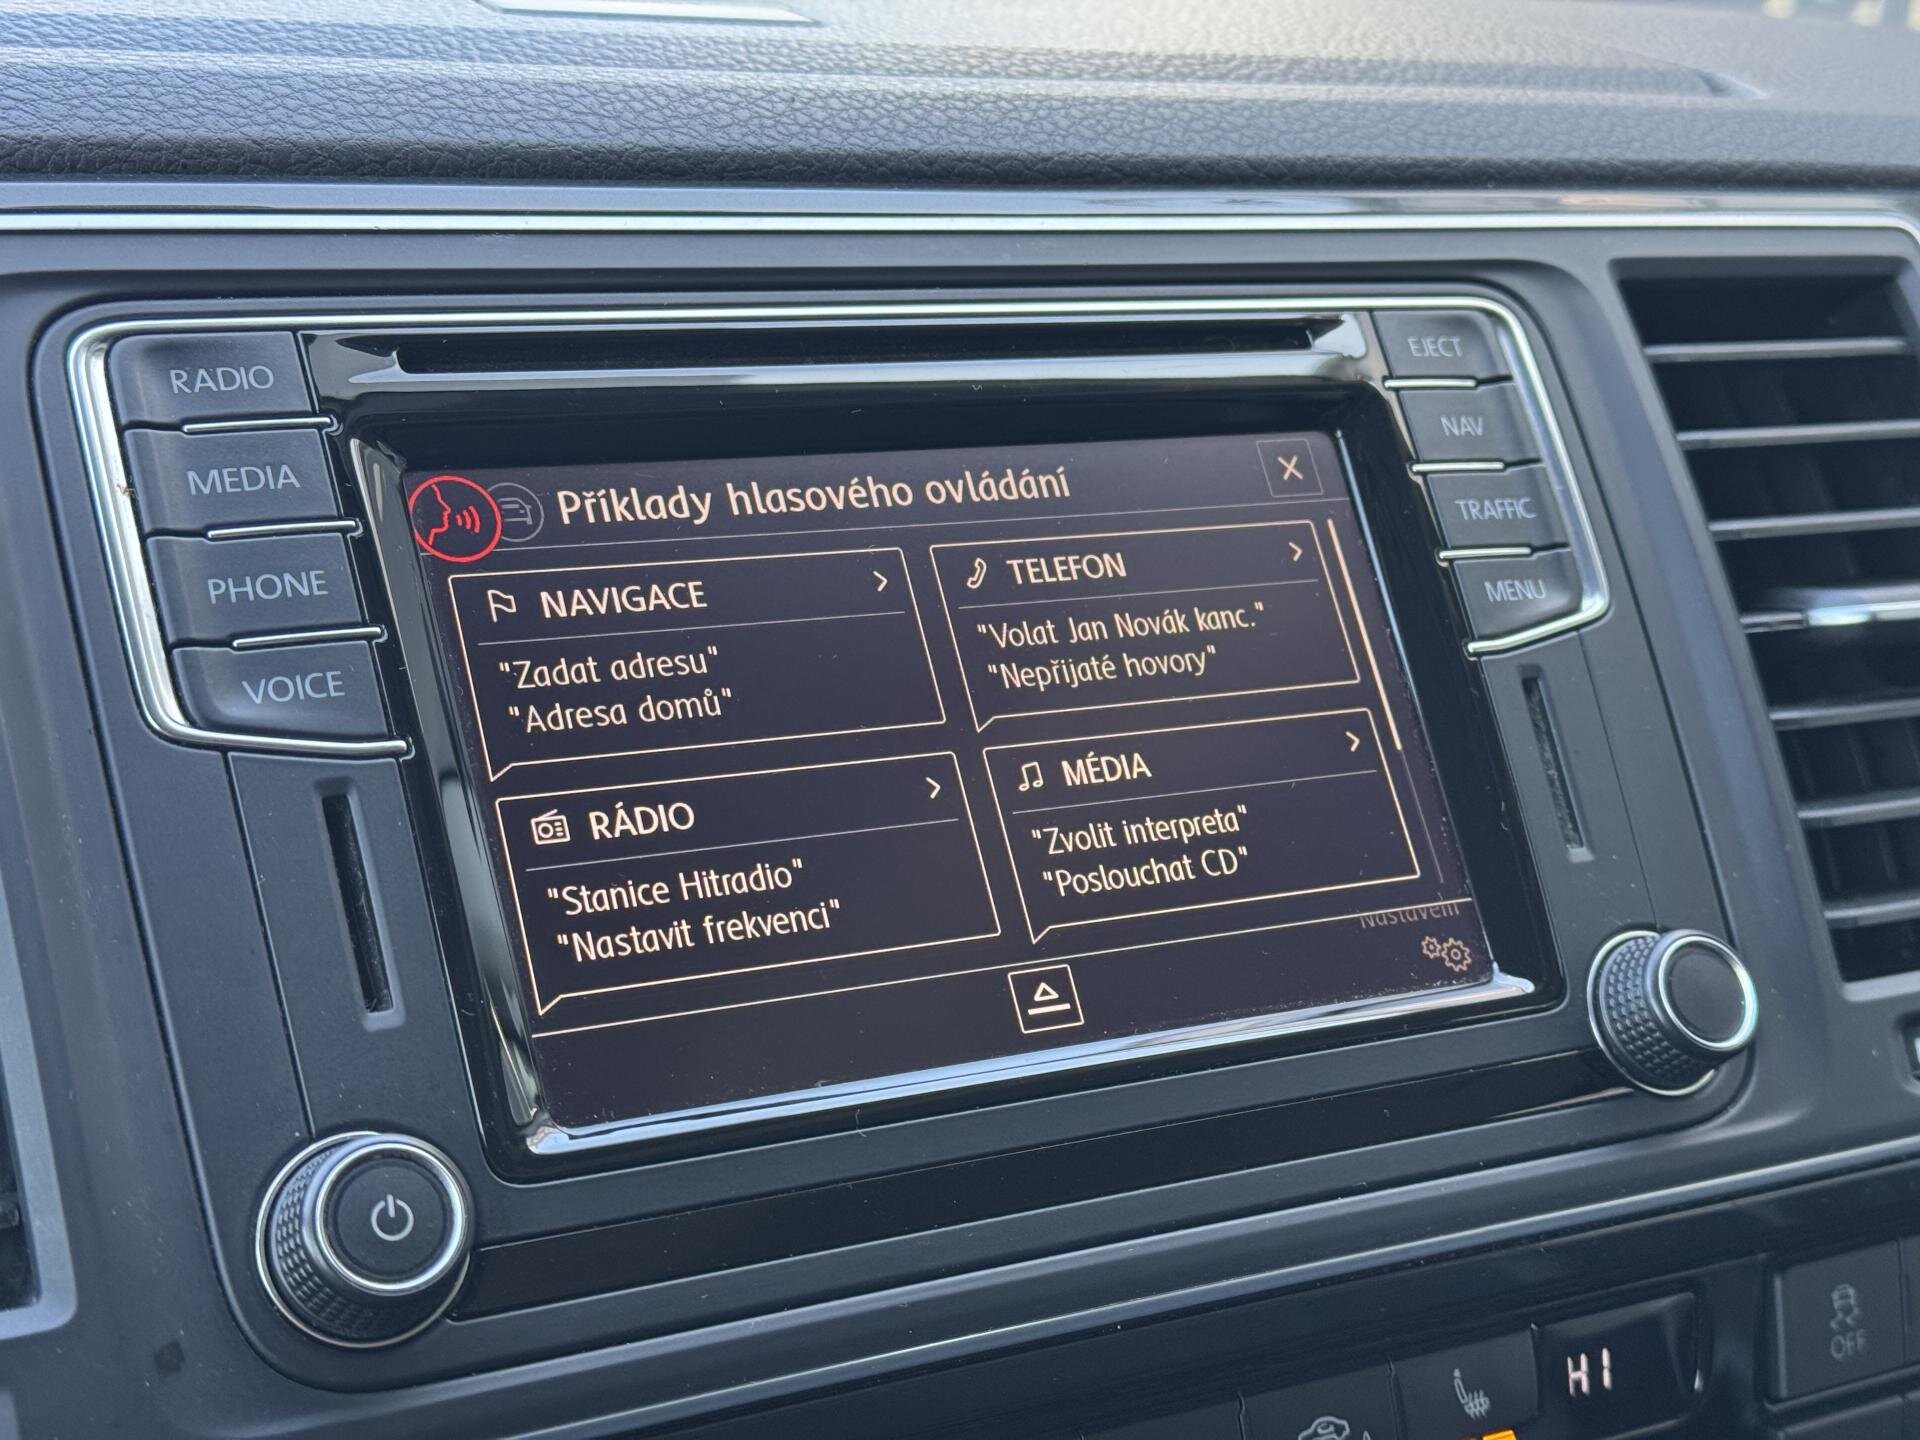 RADIO
MEDIA
PHONE
VOICE
EJECT
NAV
TRAFFIC
MENU
Příklady hlasového ovládání
NAVIGACE
"Zadat adresu"
"Adresa domů"
TELEFON
"Volat Jan Novák kanc."
"Nepřijaté hovory"
RÁDIO
"Stanice Hitradio"
"Nastavit frekvenci"
MÉDIA
"Zvolit interpreta"
"Poslouchat CD"
Nastavení
HI
OFF